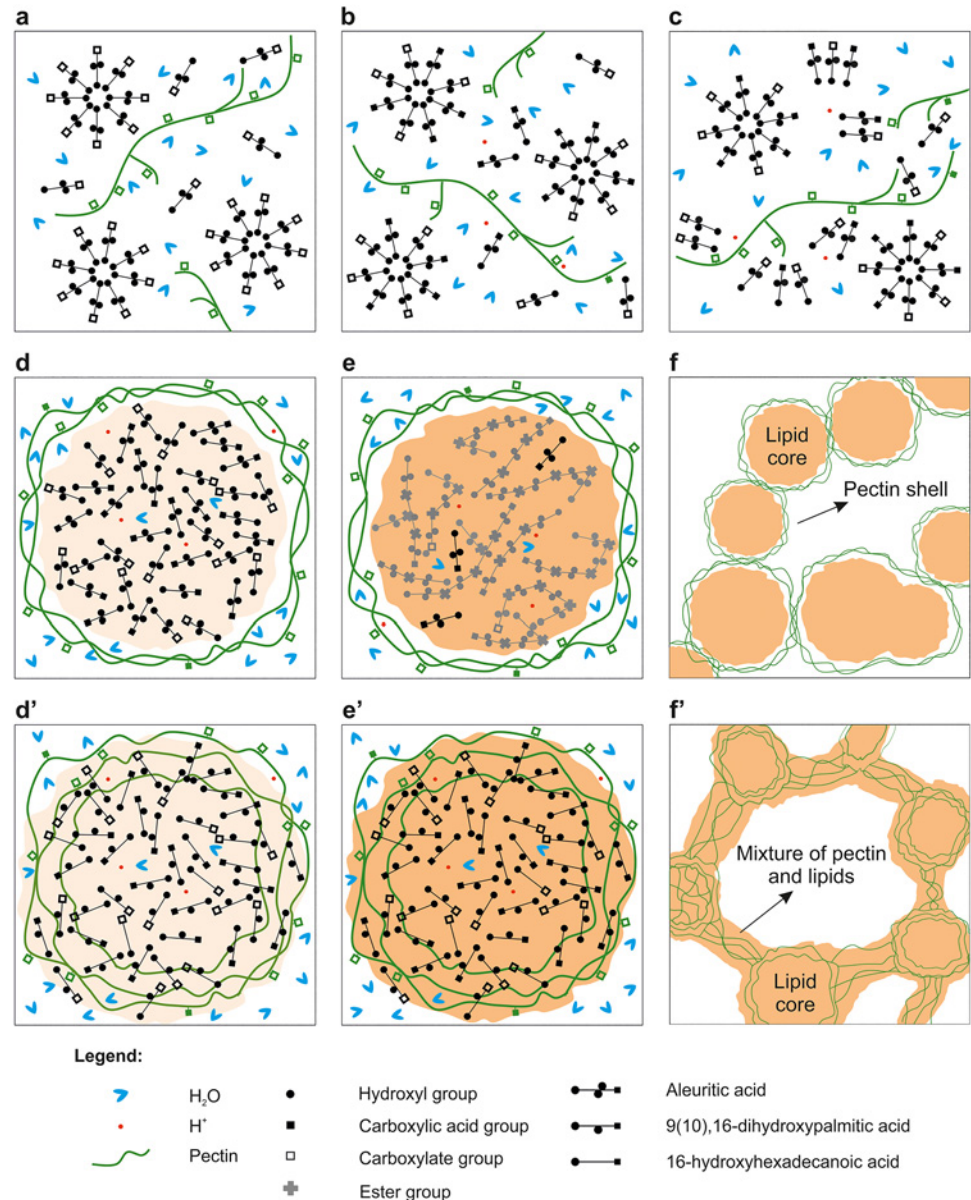 a
b
c
d
e
f
Lipid
core
Pectin shell
d'
e'
f'
Mixture of pectin
and lipids
Lipid
core
Legend:
H₂O
Hydroxyl group
Aleuritic acid
H⁺
Carboxylic acid group
9(10),16-dihydroxypalmitic acid
Pectin
Carboxylate group
16-hydroxyhexadecanoic acid
Ester group